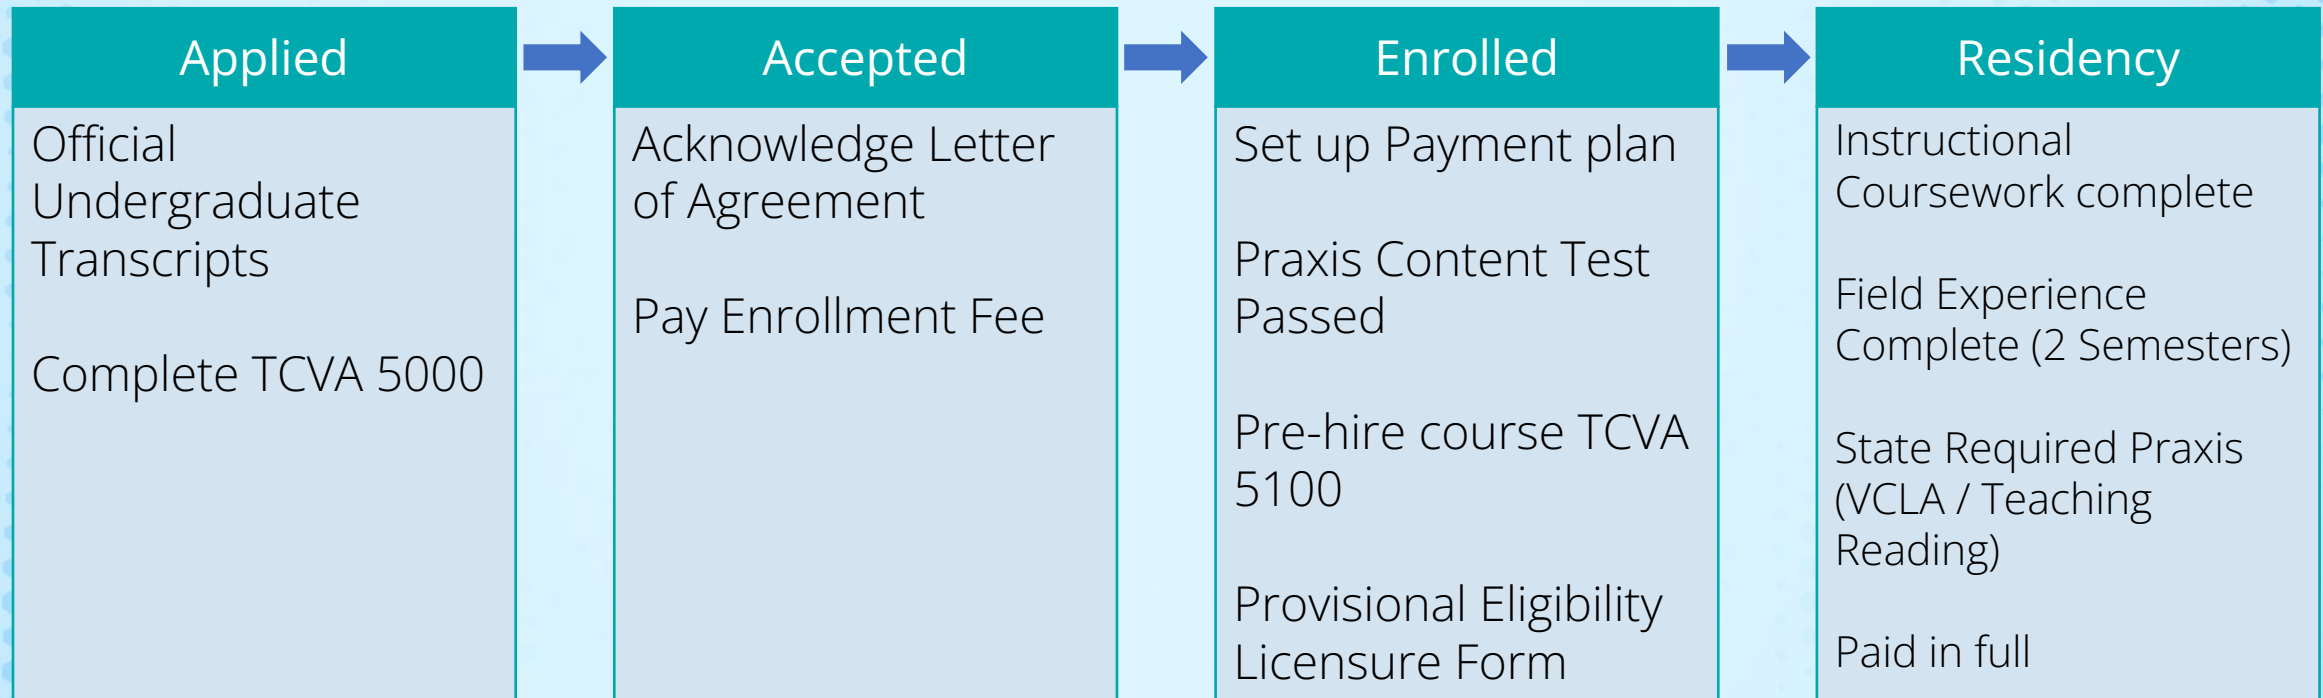 Applied
Official
Undergraduate
Transcripts
Complete TCVA 5000
Accepted
Acknowledge Letter
of Agreement
Pay Enrollment Fee
Enrolled
Set up Payment plan
Praxis Content Test
Passed
Pre-hire course TCVA
5100
Provisional Eligibility
Licensure Form
Residency
Instructional
Coursework complete
Field Experience
Complete (2 Semesters)
State Required Praxis
(VCLA / Teaching
Reading)
Paid in full